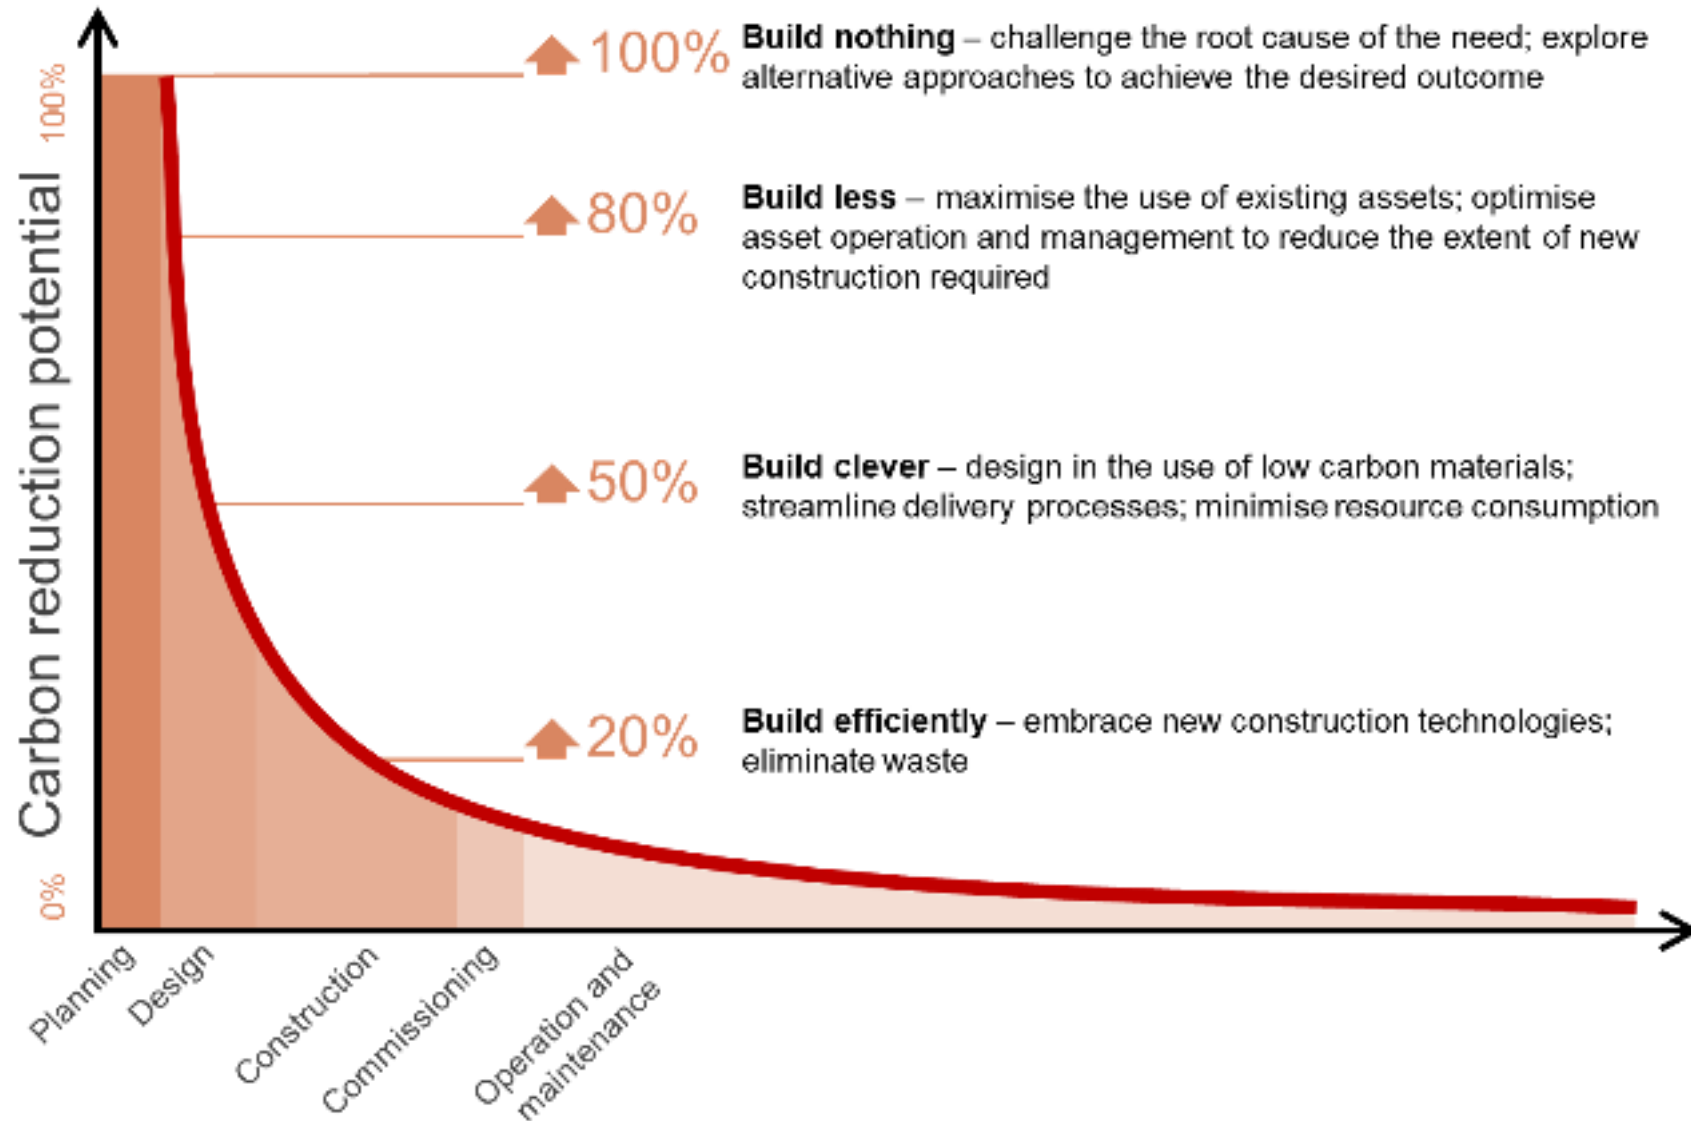 100%
Carbon reduction potential
0%
100%
Build nothing – challenge the root cause of the need; explore
alternative approaches to achieve the desired outcome
80%
Build less – maximise the use of existing assets; optimise
asset operation and management to reduce the extent of new
construction required
50%
Build clever – design in the use of low carbon materials;
streamline delivery processes; minimise resource consumption
20%
Build efficiently – embrace new construction technologies;
eliminate waste
Planning
Design
Construction
Commissioning
Operation and
maintenance